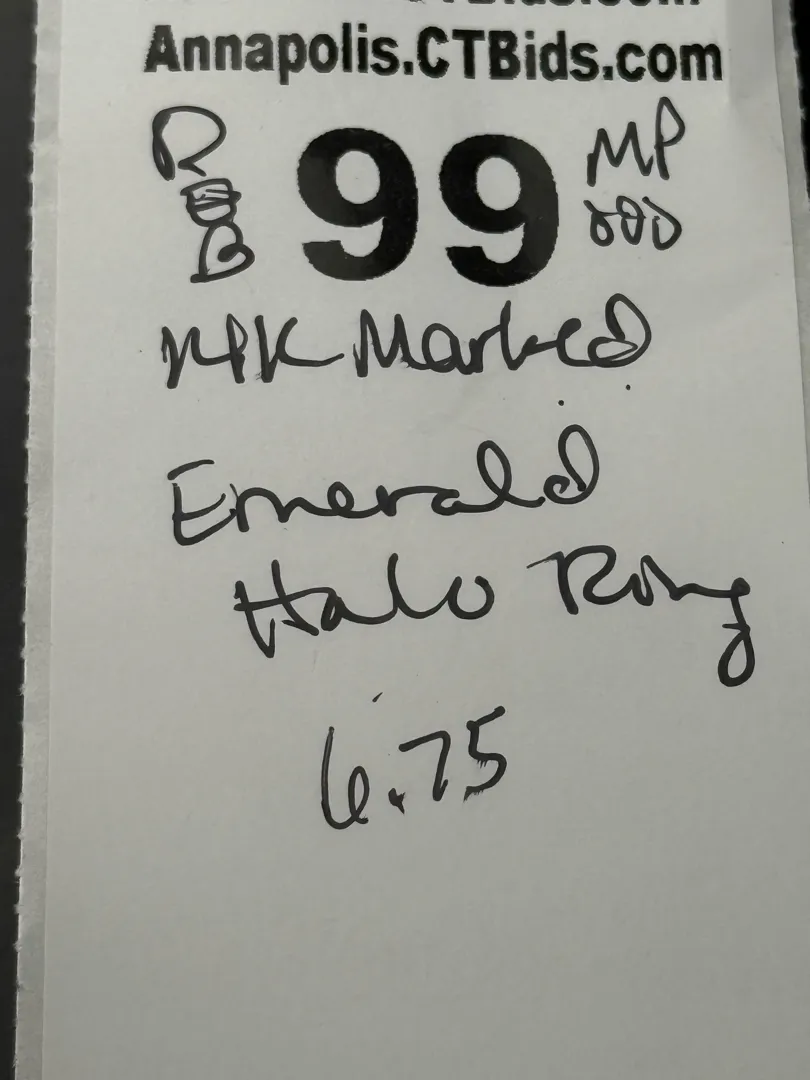 Annapolis.CTBids.com
R 99 MP
B
14K Marked
Emerald
Halo Ring
6.75